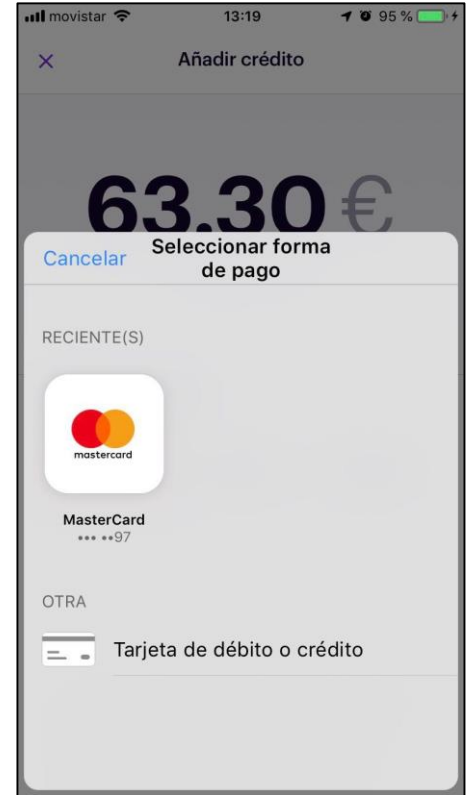 movistar 13:19 95 %
Añadir crédito
63,30 €
Cancelar Seleccionar forma
de pago
RECIENTE(S)
mastercard
MasterCard
••• ••97
OTRA
Tarjeta de débito o crédito